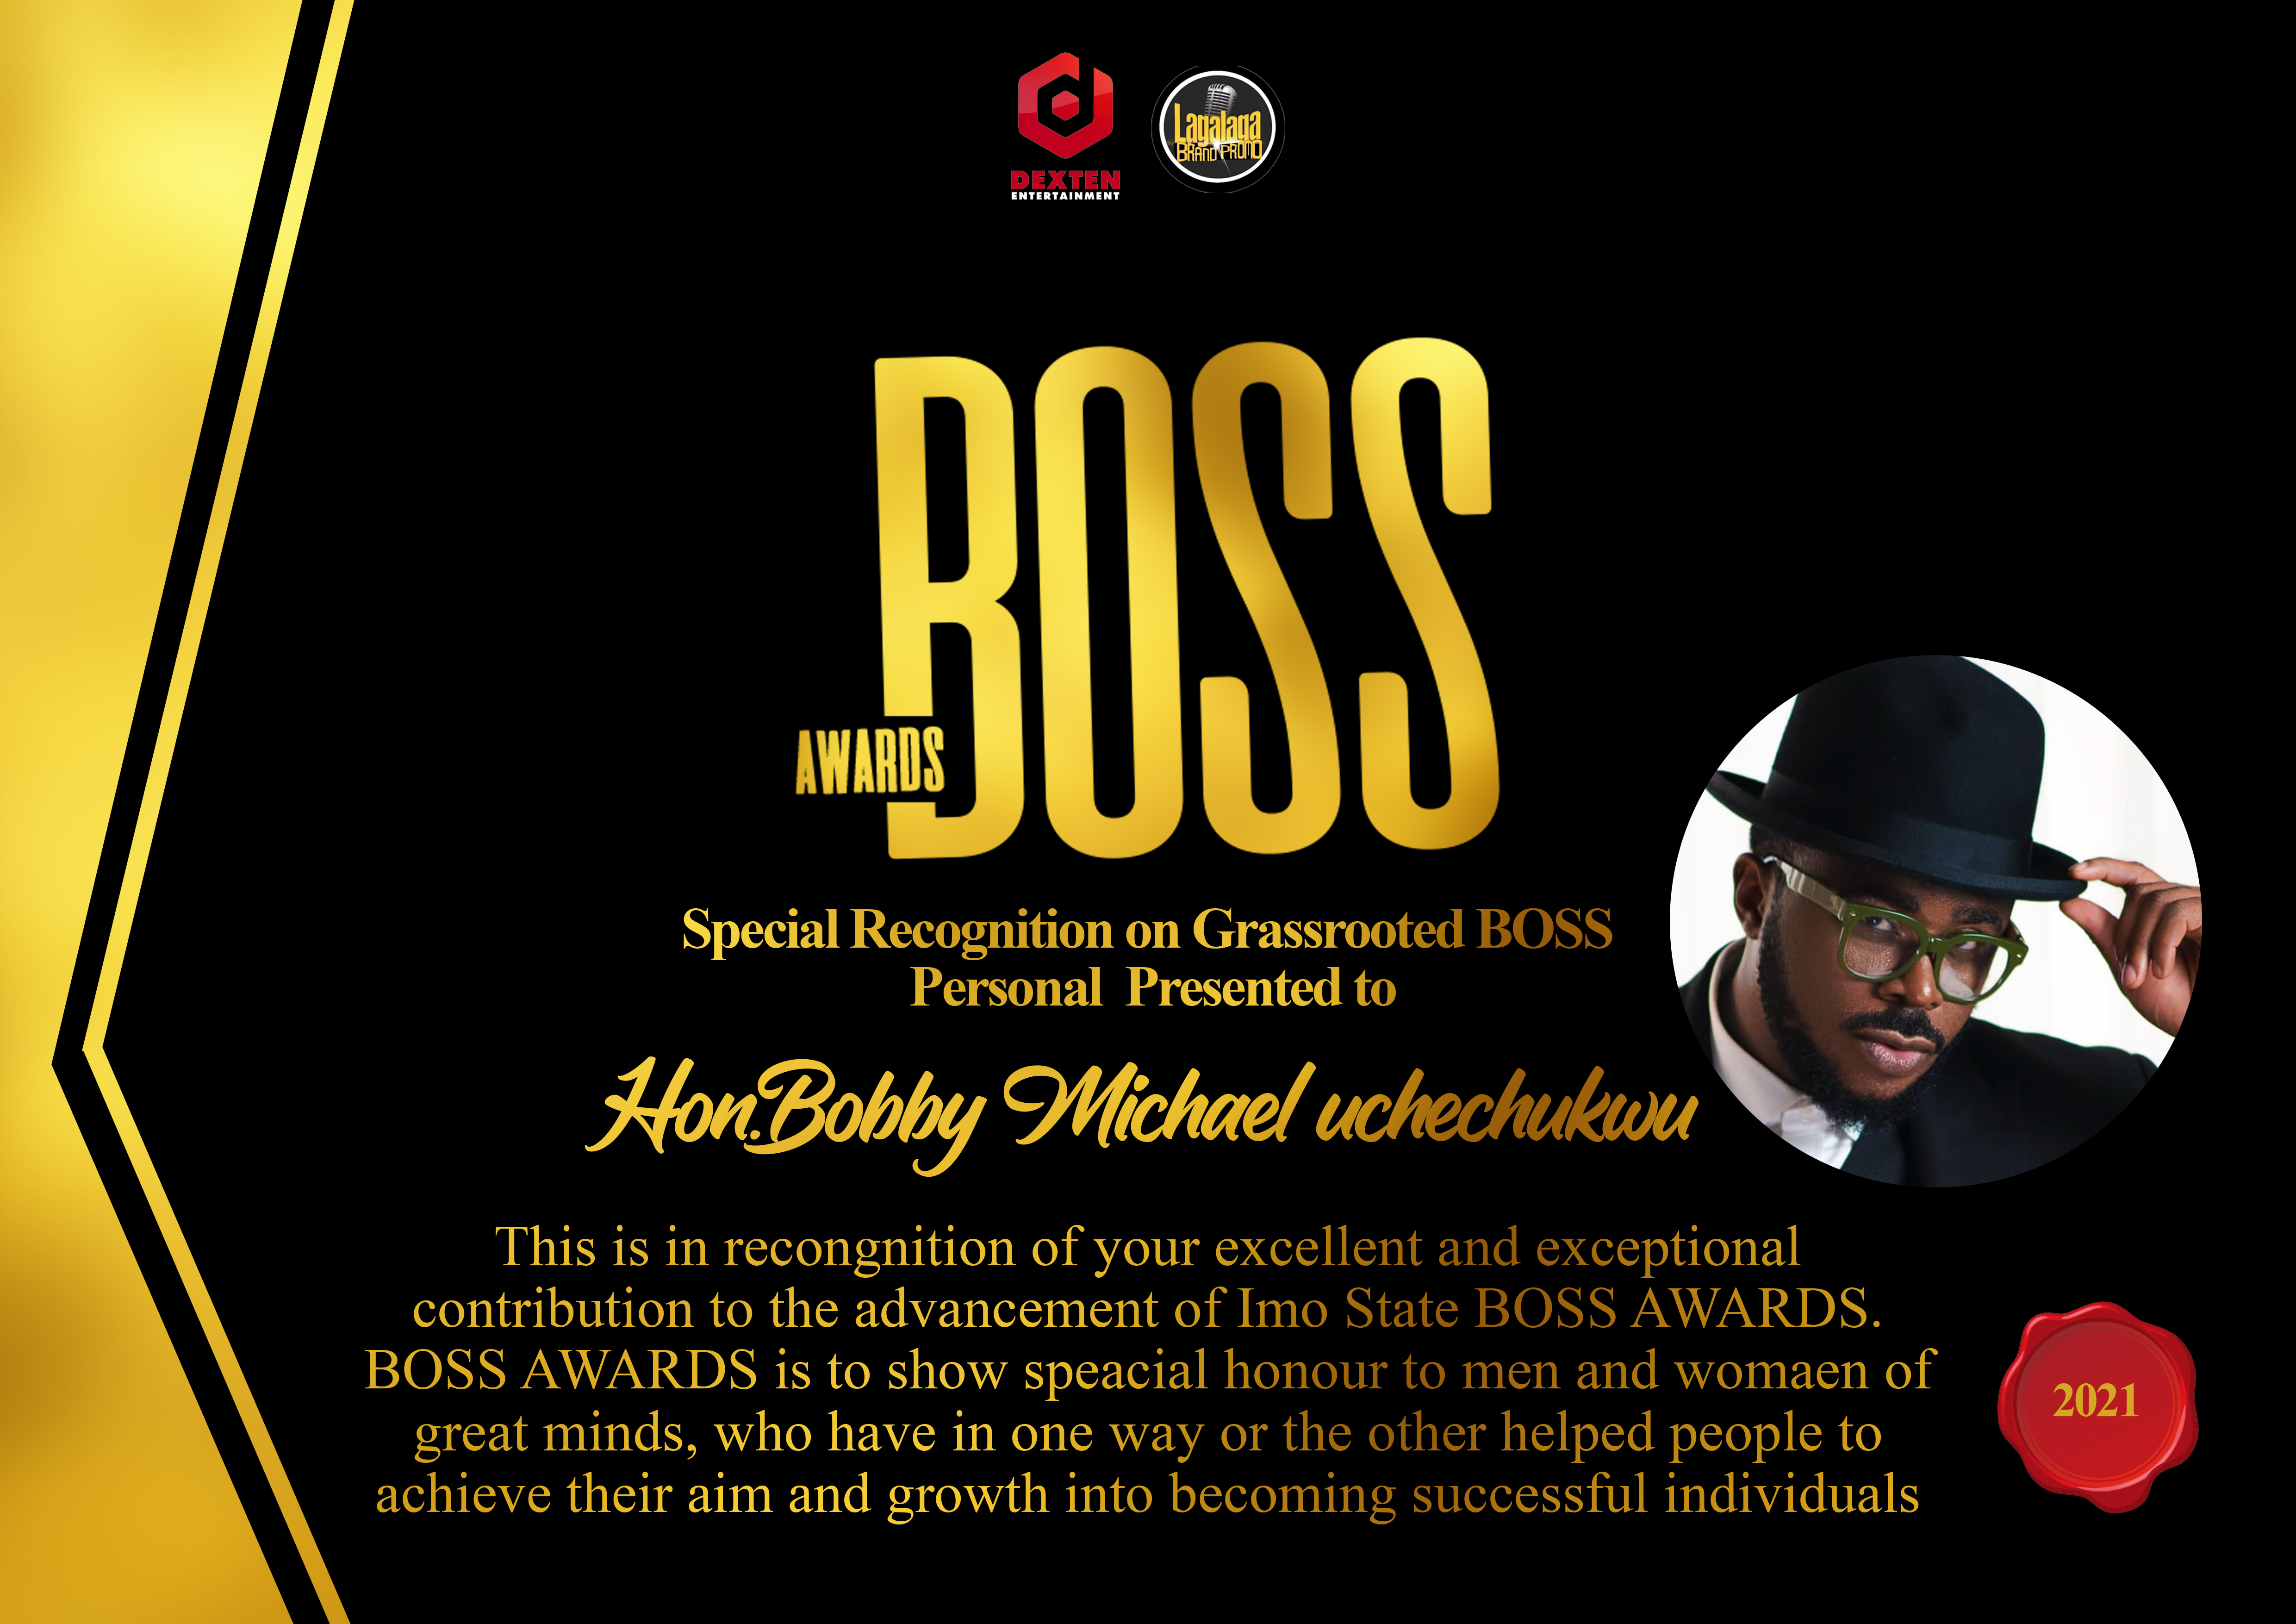 DEXTEN
ENTERTAINMENT
Lagalaga
BRAND PROMO
BOSS
AWARDS
Special Recognition on Grassrooted BOSS
Personal Presented to
Hon.Bobby Michael uchechukwu
This is in recongnition of your excellent and exceptional
contribution to the advancement of Imo State BOSS AWARDS.
BOSS AWARDS is to show speacial honour to men and womaen of
great minds, who have in one way or the other helped people to
achieve their aim and growth into becoming successful individuals
2021